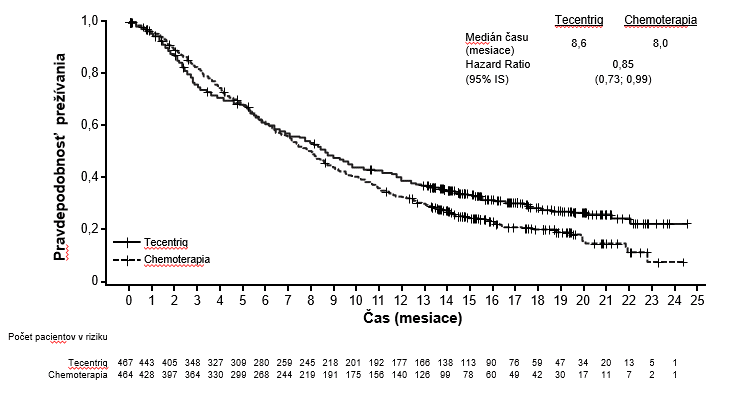 Tecentriq Chemoterapia
Medián času
(mesiace) 8,6 8,0
Hazard Ratio 0,85
(95% IS) (0,73; 0,99)
Pravdepodobnosť prežívania
1,0
0,8
0,6
0,4
0,2
0
Tecentriq
Chemoterapia
0 1 2 3 4 5 6 7 8 9 10 11 12 13 14 15 16 17 18 19 20 21 22 23 24 25
Čas (mesiace)
Počet pacientov v riziku
Tecentriq 467 443 405 348 327 309 280 259 245 218 201 192 177 166 138 113 90 76 59 47 34 20 13 5 1
Chemoterapia 464 428 397 364 330 299 268 244 219 191 175 156 140 126 99 78 60 49 42 30 17 11 7 2 1